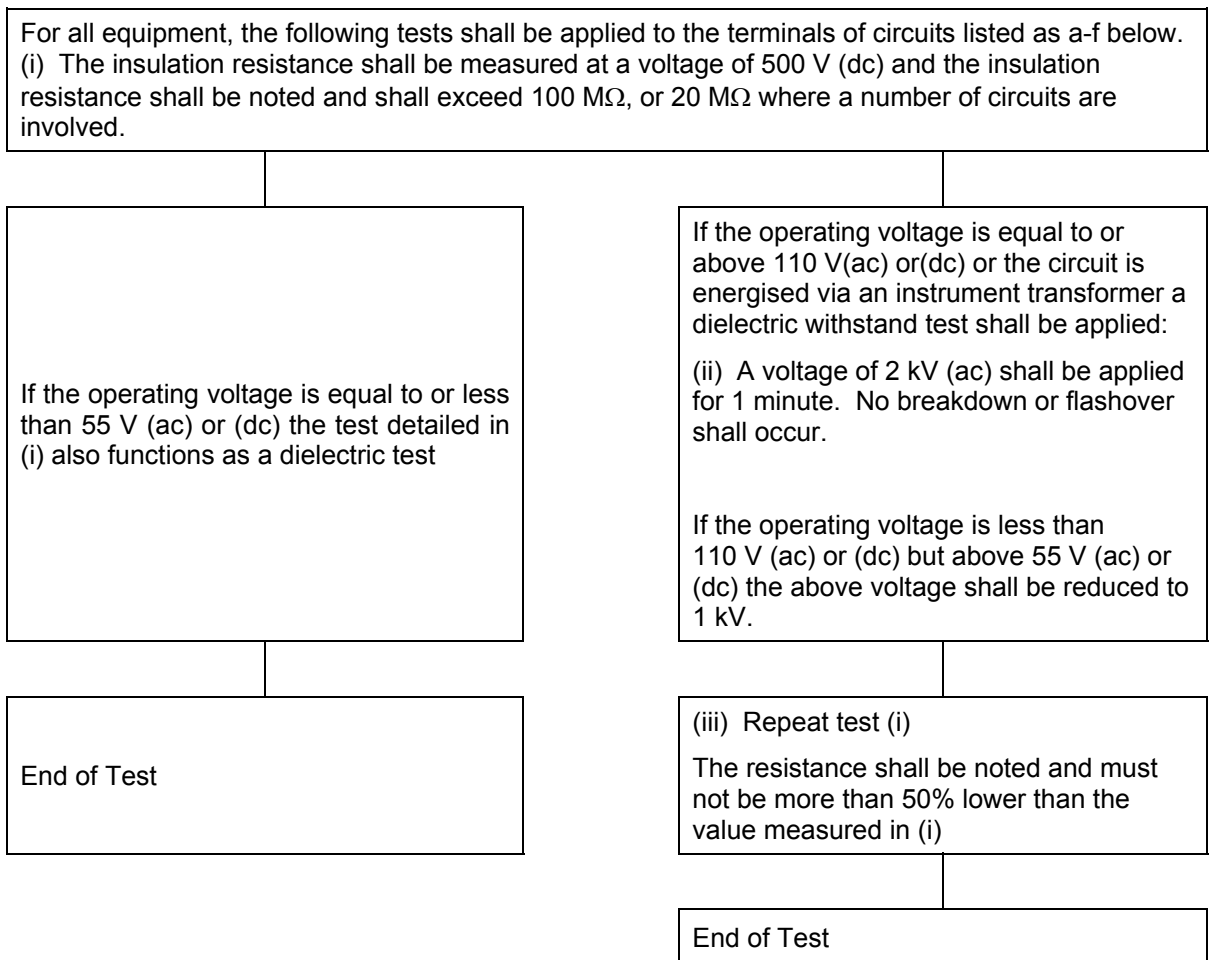 For all equipment, the following tests shall be applied to the terminals of circuits listed as a-f below.
(i) The insulation resistance shall be measured at a voltage of 500 V (dc) and the insulation
resistance shall be noted and shall exceed 100 MΩ, or 20 MΩ where a number of circuits are
involved.
If the operating voltage is equal to or less
than 55 V (ac) or (dc) the test detailed in
(i) also functions as a dielectric test
If the operating voltage is equal to or
above 110 V(ac) or(dc) or the circuit is
energised via an instrument transformer a
dielectric withstand test shall be applied:
(ii) A voltage of 2 kV (ac) shall be applied
for 1 minute. No breakdown or flashover
shall occur.
If the operating voltage is less than
110 V (ac) or (dc) but above 55 V (ac) or
(dc) the above voltage shall be reduced to
1 kV.
End of Test
(iii) Repeat test (i)
The resistance shall be noted and must
not be more than 50% lower than the
value measured in (i)
End of Test